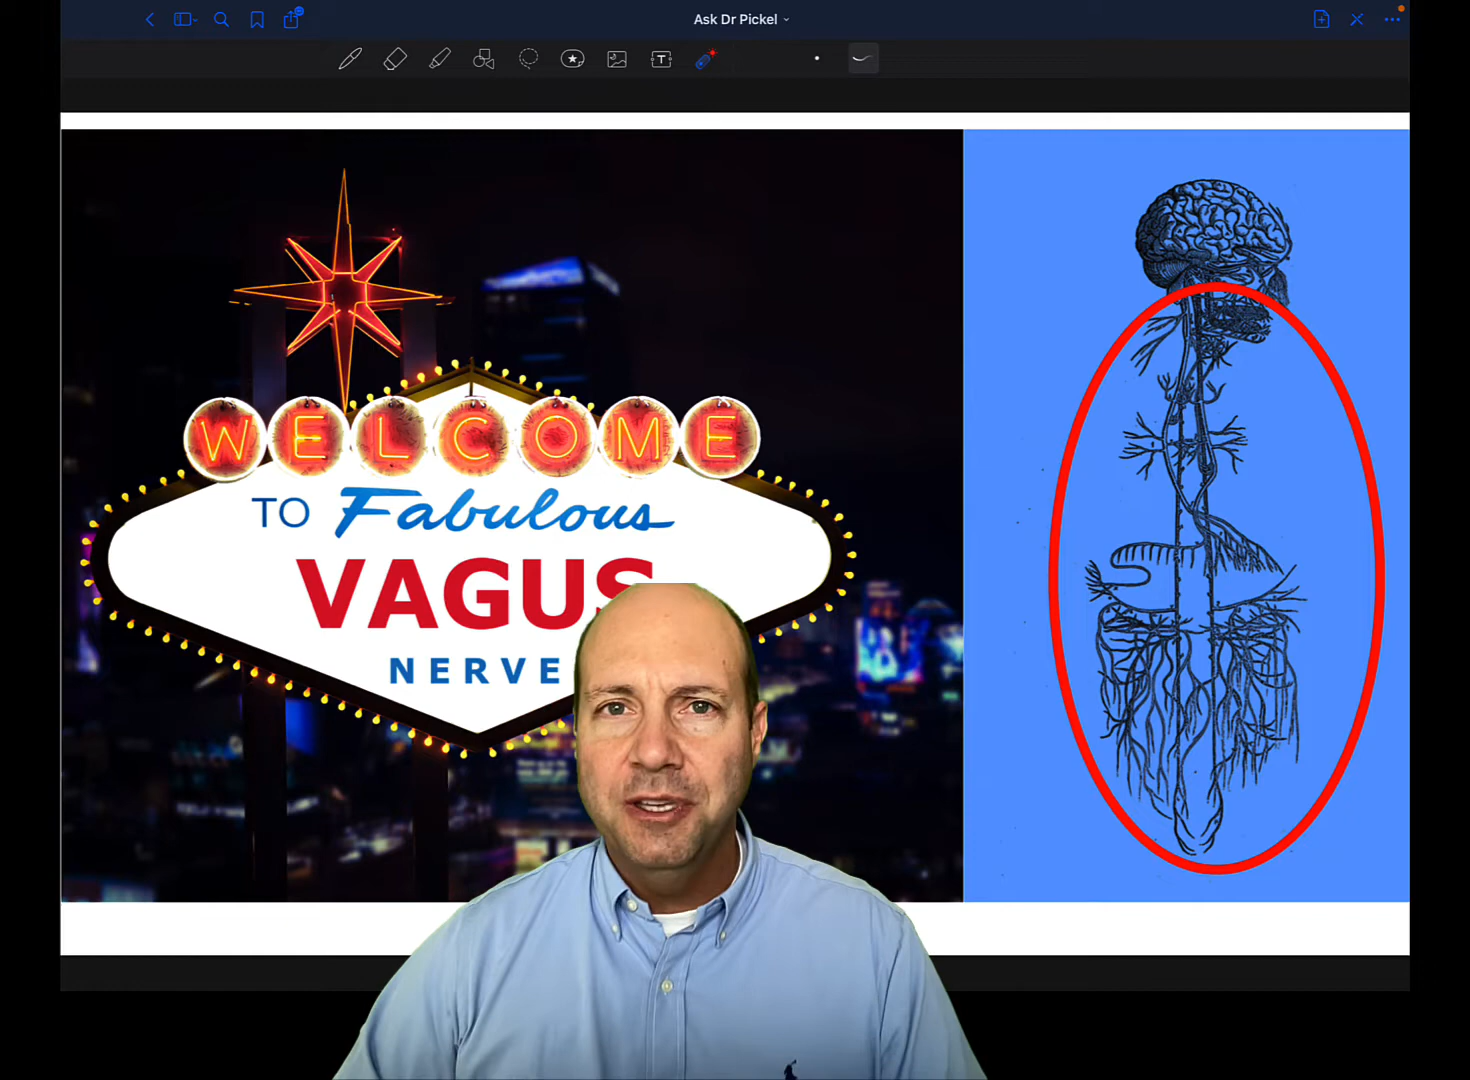 Ask Dr Pickel
T
WELCOME
TO Fabulous
VAGUS
NERVE